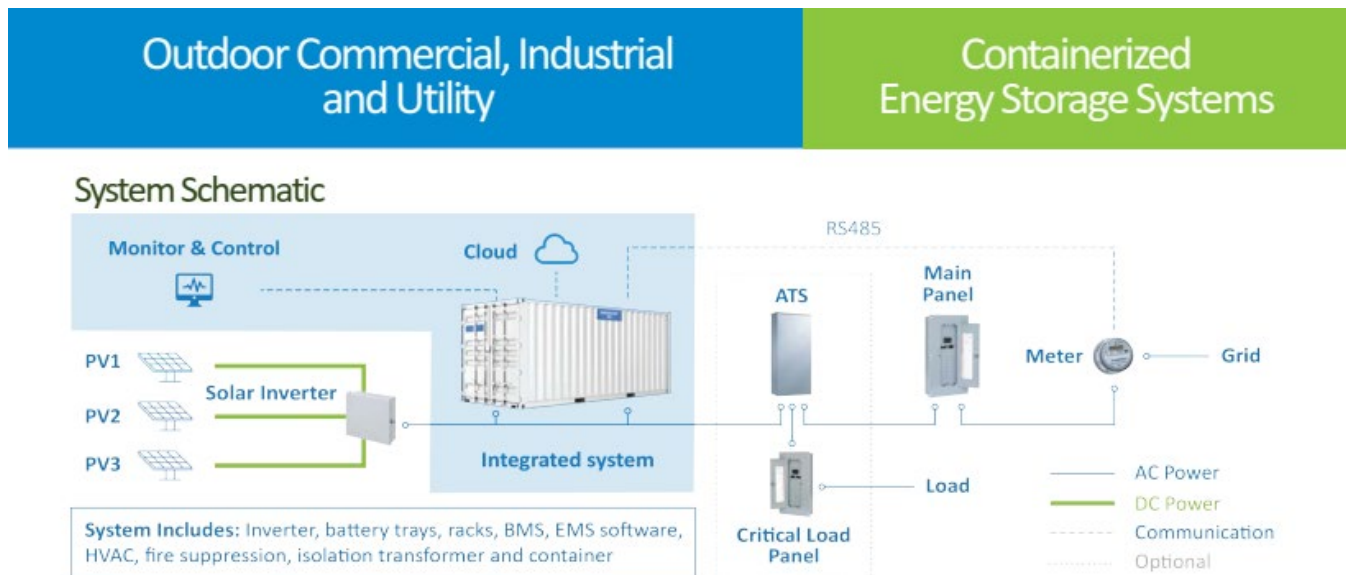 Outdoor Commercial, Industrial
and Utility
Containerized
Energy Storage Systems
System Schematic
Monitor & Control
Cloud
RS485
ATS
Main
Panel
Meter
Grid
PV1
PV2
PV3
Solar Inverter
Integrated system
Load
Critical Load
Panel
System Includes: Inverter, battery trays, racks, BMS, EMS software,
HVAC, fire suppression, isolation transformer and container
AC Power
DC Power
Communication
Optional